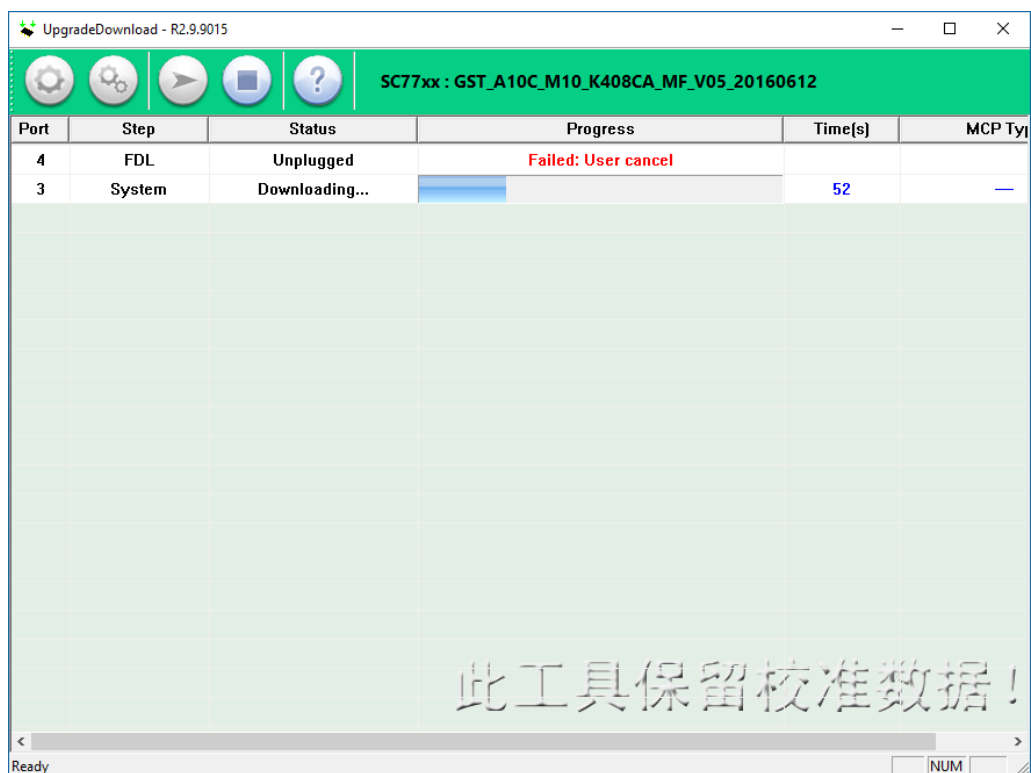 UpgradeDownload - R2.9.9015
SC77xx : GST_A10C_M10_K408CA_MF_V05_20160612
Port Step Status Progress Time(s) MCP Ty
4 FDL Unplugged Failed: User cancel
3 System Downloading... 52 —
此工具保留校准数据！
Ready NUM